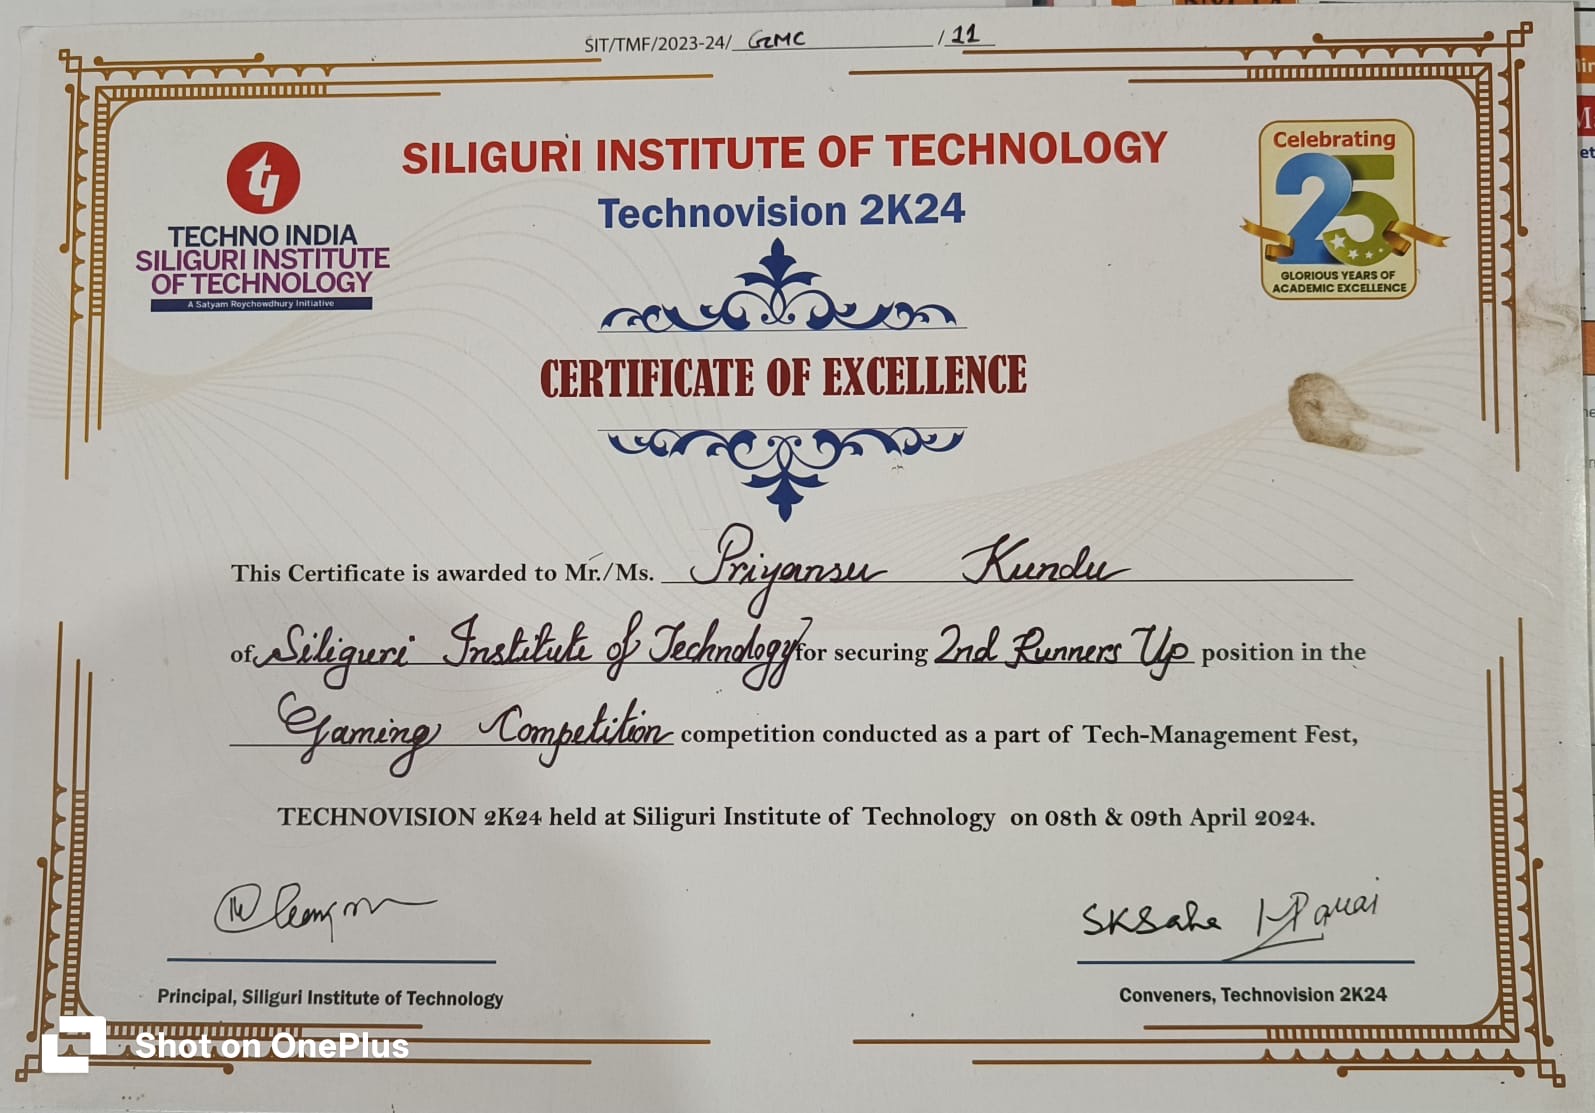 SIT/TMF/2023-24/ GMC /11
TECHNO INDIA
SILIGURI INSTITUTE
OF TECHNOLOGY
A Satyam Roychowdhury Initiative
SILIGURI INSTITUTE OF TECHNOLOGY
Technovision 2K24
Celebrating
25
GLORIOUS YEARS OF
ACADEMIC EXCELLENCE
CERTIFICATE OF EXCELLENCE
This Certificate is awarded to Mr./Ms. Priyansu Kundu
of Siliguri Institute of Technology for securing 2nd Runners Up position in the
Gaming Competition competition conducted as a part of Tech-Management Fest,
TECHNOVISION 2K24 held at Siliguri Institute of Technology on 08th & 09th April 2024.
SKSaha
Principal, Siliguri Institute of Technology
Conveners, Technovision 2K24
Shot on OnePlus